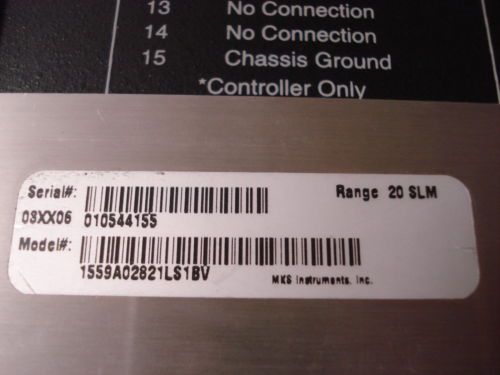 13 No Connection
14 No Connection
15 Chassis Ground
*Controller Only
Serial#: Range 20 SLM
03XX06 010544155
Model#:
1559A02821LS1BV MKS Instruments, Inc.